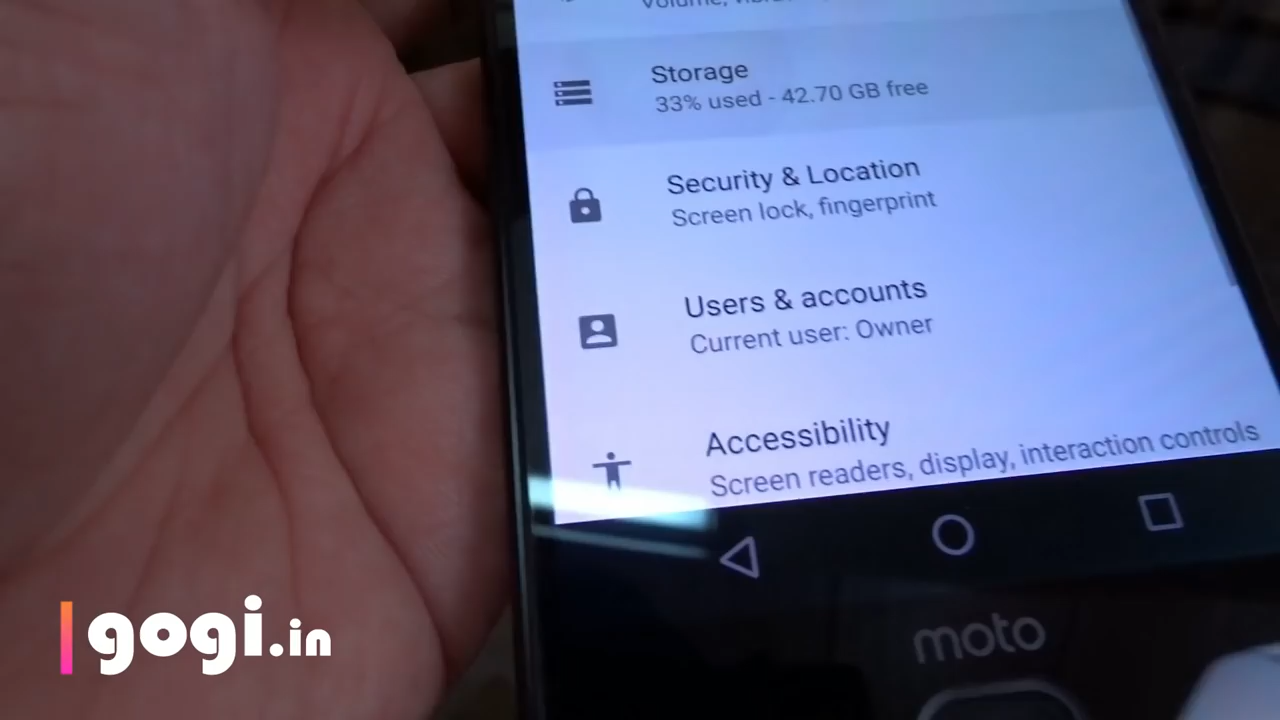 Storage
33% used - 42.70 GB free
Security & Location
Screen lock, fingerprint
Users & accounts
Current user: Owner
Accessibility
Screen readers, display, interaction controls
moto
gogi.in